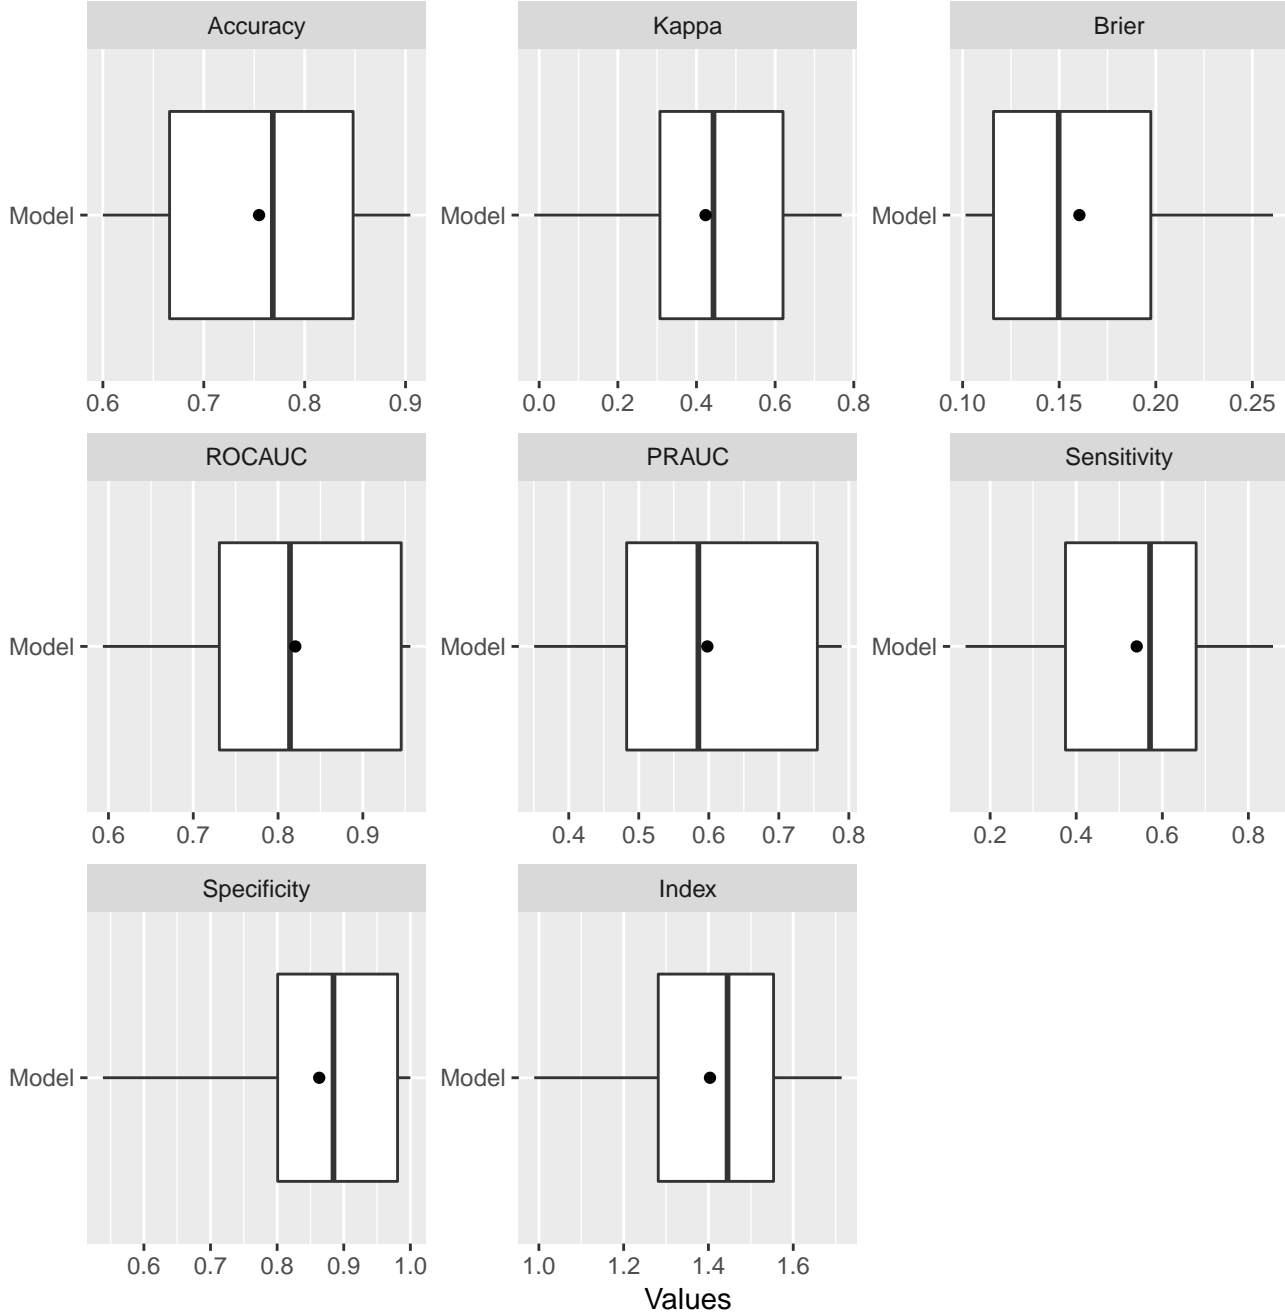 Accuracy Kappa Brier
Model Model Model
0.6 0.7 0.8 0.9 0.0 0.2 0.4 0.6 0.8 0.10 0.15 0.20 0.25
ROCAUC PRAUC Sensitivity
Model Model Model
0.6 0.7 0.8 0.9 0.4 0.5 0.6 0.7 0.8 0.2 0.4 0.6 0.8
Specificity Index
Model Model
0.6 0.7 0.8 0.9 1.0 1.0 1.2 1.4 1.6
Values